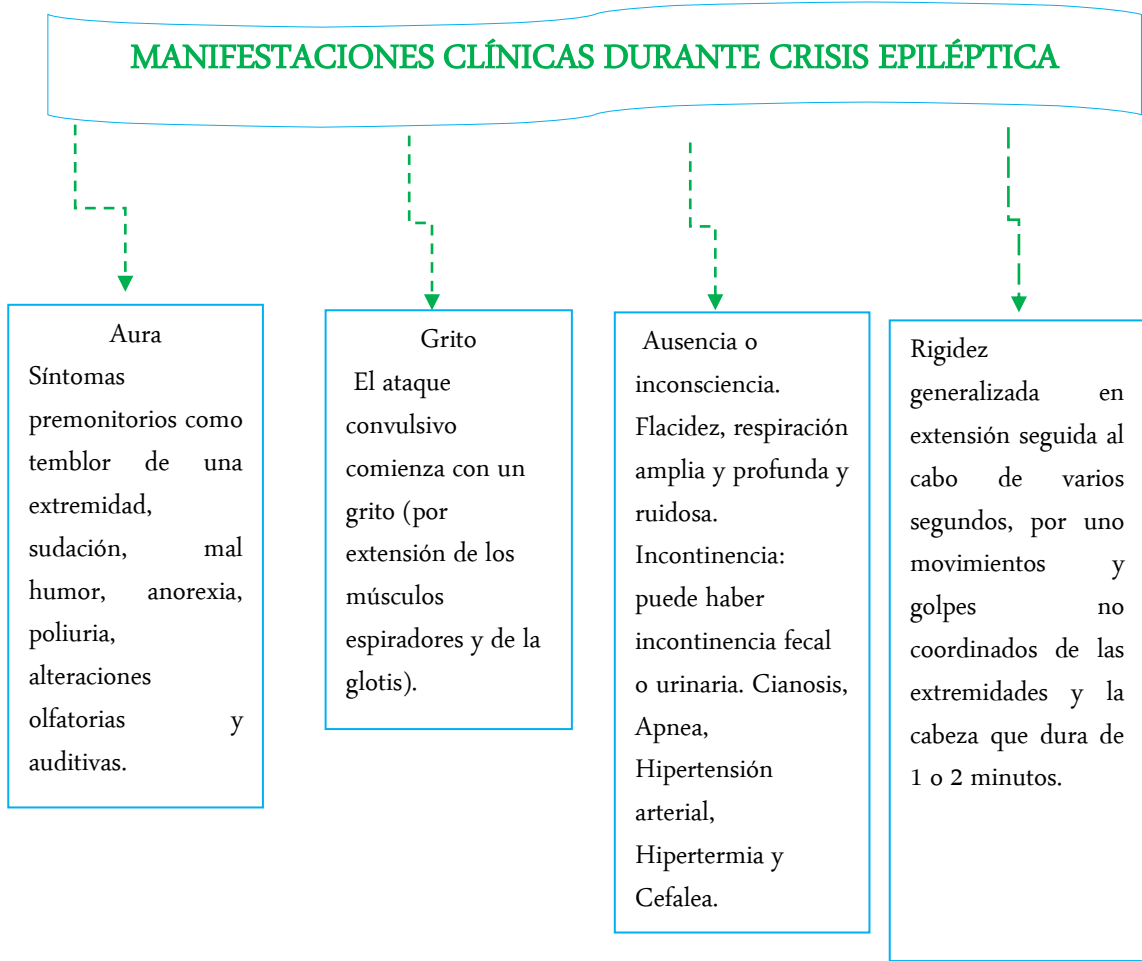 MANIFESTACIONES CLÍNICAS DURANTE CRISIS EPILÉPTICA
Aura
Síntomas
premonitorios como
temblor de una
extremidad,
sudación, mal
humor, anorexia,
poliuria,
alteraciones
olfatorias y
auditivas.
Grito
El ataque
convulsivo
comienza con un
grito (por
extensión de los
músculos
espiradores y de la
glotis).
Ausencia o
inconsciencia.
Flacidez, respiración
amplia y profunda y
ruidosa.
Incontinencia:
puede haber
incontinencia fecal
o urinaria. Cianosis,
Apnea,
Hipertensión
arterial,
Hipertermia y
Cefalea.
Rigidez
generalizada en
extensión seguida al
cabo de varios
segundos, por uno
movimientos y
golpes no
coordinados de las
extremidades y la
cabeza que dura de
1 o 2 minutos.